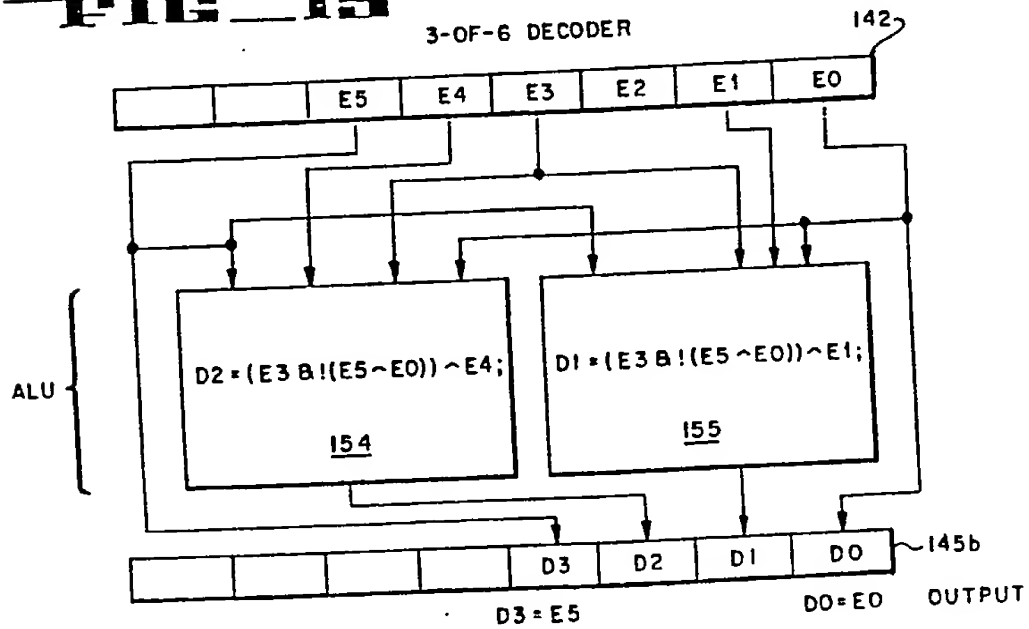 FIG_15
3-OF-6 DECODER
142
E5 E4 E3 E2 E1 E0
ALU
D2=(E3 &!(E5^E0))^E4;
154
D1=(E3 &!(E5^E0))^E1;
155
D3 D2 D1 D0
145b
D3=E5
D0=E0
OUTPUT